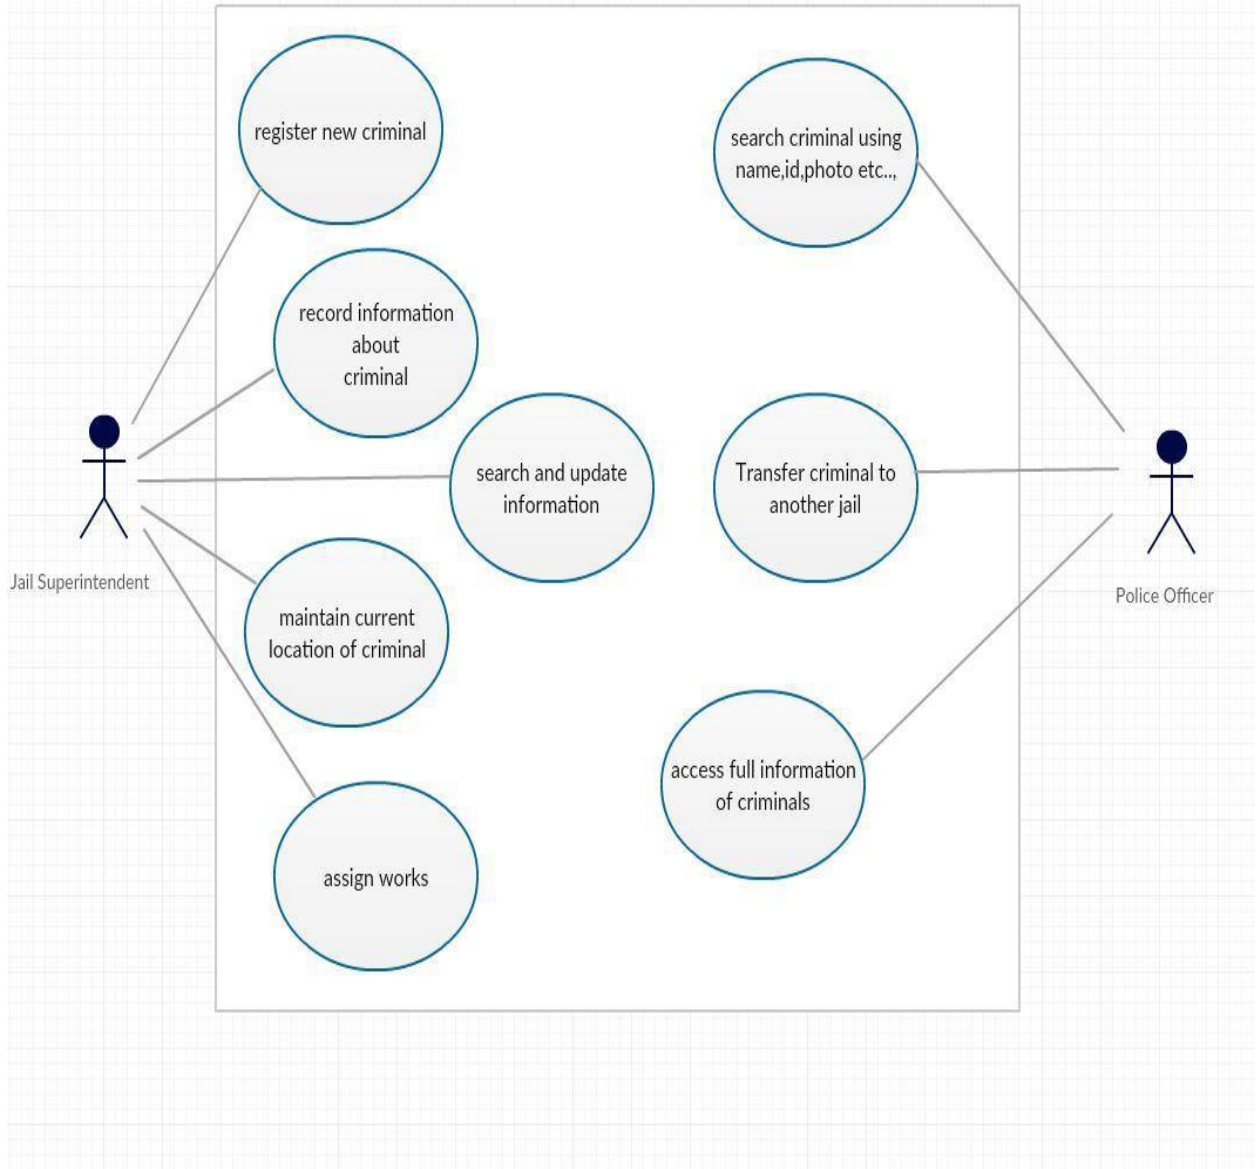 register new criminal
search criminal using
name,id,photo etc..,
record information
about
criminal
search and update
information
Transfer criminal to
another jail
Jail Superintendent
Police Officer
maintain current
location of criminal
access full information
of criminals
assign works